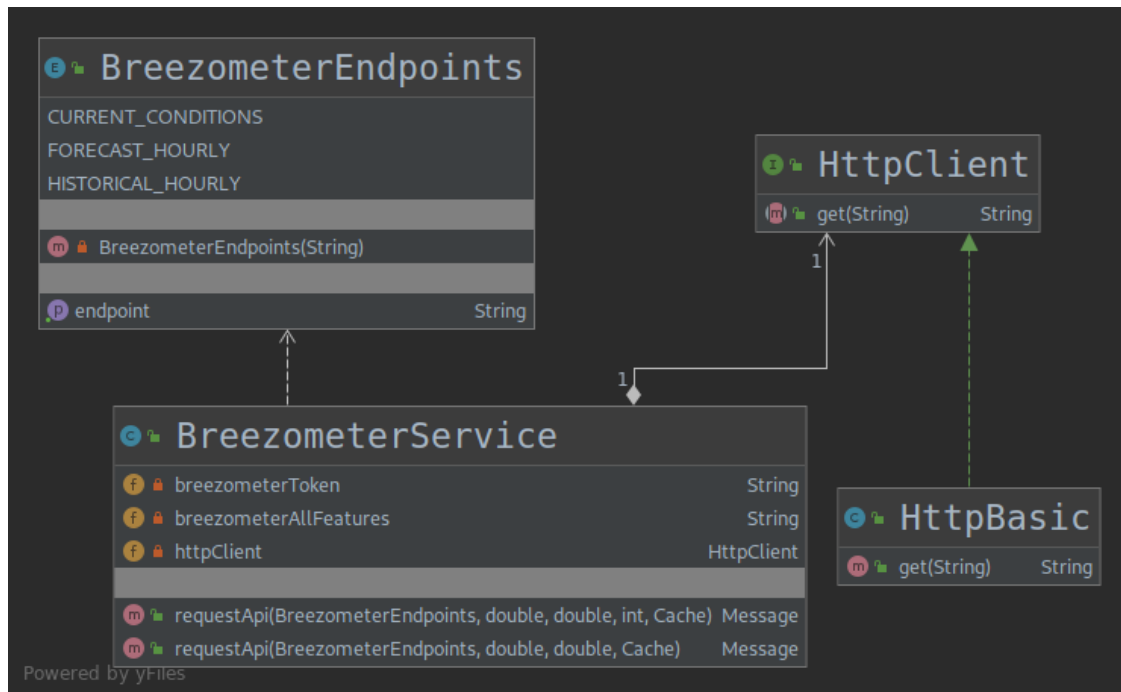 E BreezometerEndpoints
CURRENT_CONDITIONS
FORECAST_HOURLY
HISTORICAL_HOURLY
m BreezometerEndpoints(String)
p endpoint String
I HttpClient
(m) get(String) String
1
1
C BreezometerService
f breezometerToken String
f breezometerAllFeatures String
f httpClient HttpClient
m requestApi(BreezometerEndpoints, double, double, int, Cache) Message
m requestApi(BreezometerEndpoints, double, double, Cache) Message
C HttpBasic
m get(String) String
Powered by yFiles